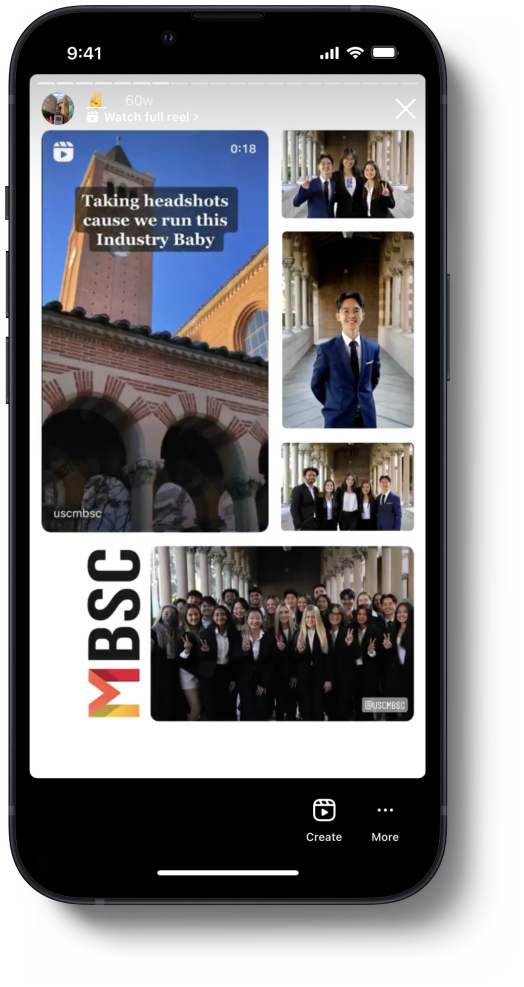 9:41
60w
Watch full reel >
0:18
Taking headshots
cause we run this
Industry Baby
uscmbsc
MBSC
@USCMBSC
Create
More